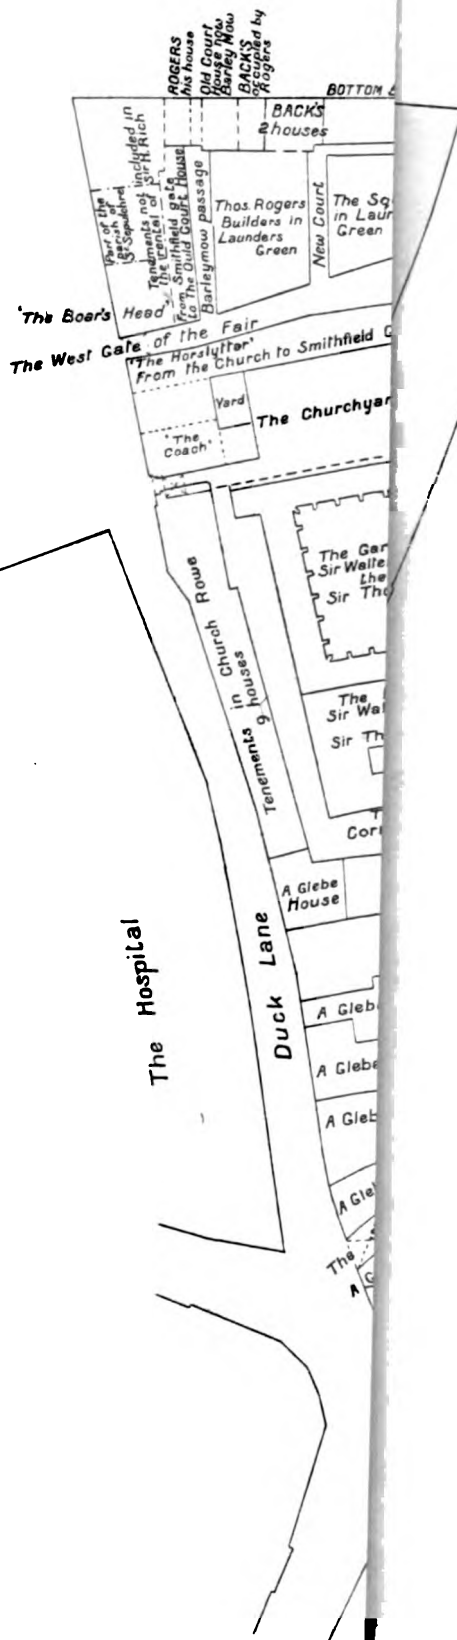 ROGERS
his house
Old Court
House now
Barley Mow
BACK'S
occupied by
Rogers
BOTTOM
BACK'S
2 houses
Part of the
parish of
S. Sepulchre
Tenements not included in
the rental of Sir H. Rich
From Smithfield gate
to The Ould Court House
Barleymow passage
Thos. Rogers
Builders in
Launders
Green
New Court
The Sq
in Laur
Green
'The Boar's Head'
The West Gate of the Fair
'The Horslytter'
From the Church to Smithfield G
Yard
The Churchyar
'The
Coach'
The Gar
Sir Walte
the
Sir Tho
Tenements in Church Rowe
9 houses
The
Sir Wal
Sir Th
T
Corn
A Glebe
House
The Hospital
Duck Lane
A Gleb
A Glebe
A Gleb
A Gle
The
A G